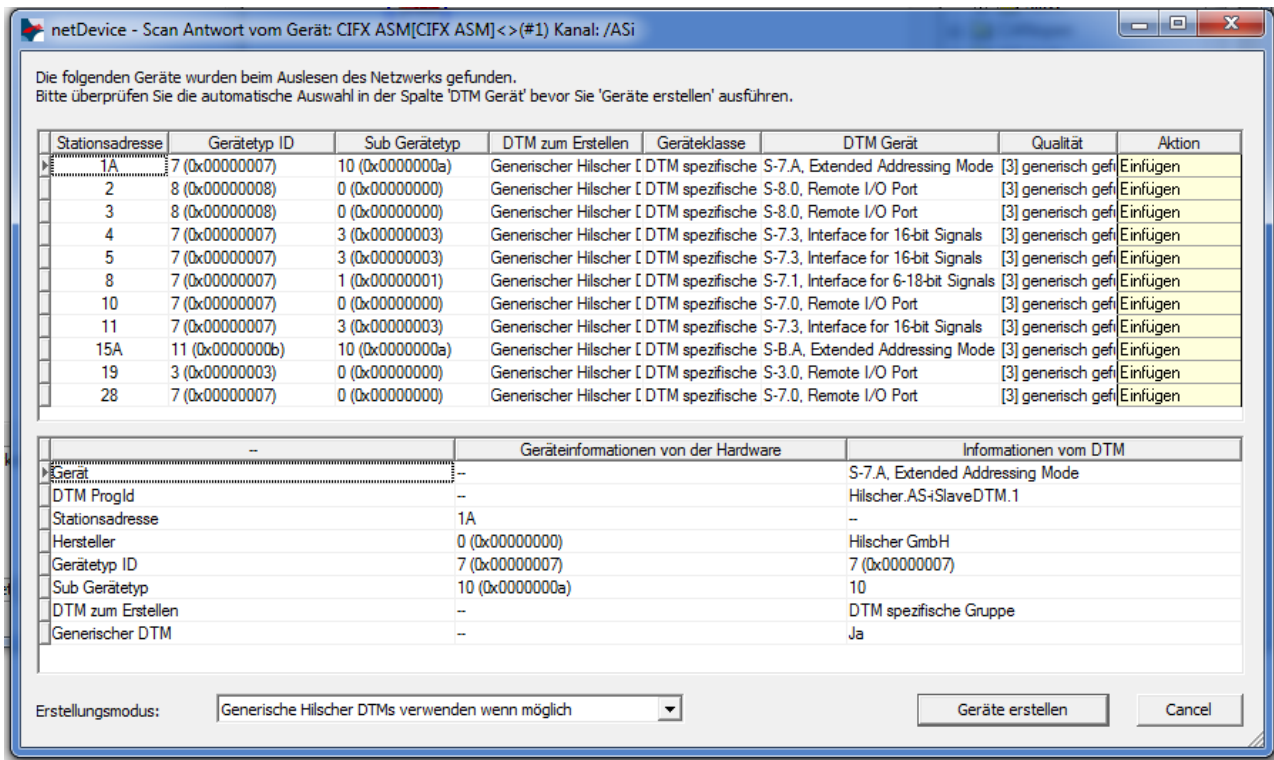 netDevice - Scan Antwort vom Gerät: CIFX ASM[CIFX ASM]<>(#1) Kanal: /ASi
Die folgenden Geräte wurden beim Auslesen des Netzwerks gefunden.
Bitte überprüfen Sie die automatische Auswahl in der Spalte 'DTM Gerät' bevor Sie 'Geräte erstellen' ausführen.
Stationsadresse Gerätetyp ID Sub Gerätetyp DTM zum Erstellen Geräteklasse DTM Gerät Qualität Aktion
1A 7 (0x00000007) 10 (0x0000000a) Generischer Hilscher DTM spezifische S-7.A, Extended Addressing Mode [3] generisch Einfügen
2 8 (0x00000008) 0 (0x00000000) Generischer Hilscher DTM spezifische S-8.0, Remote I/O Port [3] generisch Einfügen
3 8 (0x00000008) 0 (0x00000000) Generischer Hilscher DTM spezifische S-8.0, Remote I/O Port [3] generisch Einfügen
4 7 (0x00000007) 3 (0x00000003) Generischer Hilscher DTM spezifische S-7.3, Interface for 16-bit Signals [3] generisch Einfügen
5 7 (0x00000007) 3 (0x00000003) Generischer Hilscher DTM spezifische S-7.3, Interface for 16-bit Signals [3] generisch Einfügen
8 7 (0x00000007) 1 (0x00000001) Generischer Hilscher DTM spezifische S-7.1, Interface for 6-18-bit Signals [3] generisch Einfügen
10 7 (0x00000007) 0 (0x00000000) Generischer Hilscher DTM spezifische S-7.0, Remote I/O Port [3] generisch Einfügen
11 7 (0x00000007) 3 (0x00000003) Generischer Hilscher DTM spezifische S-7.3, Interface for 16-bit Signals [3] generisch Einfügen
15A 11 (0x0000000b) 10 (0x0000000a) Generischer Hilscher DTM spezifische S-B.A, Extended Addressing Mode [3] generisch Einfügen
19 3 (0x00000003) 0 (0x00000000) Generischer Hilscher DTM spezifische S-3.0, Remote I/O Port [3] generisch Einfügen
28 7 (0x00000007) 0 (0x00000000) Generischer Hilscher DTM spezifische S-7.0, Remote I/O Port [3] generisch Einfügen
-- Geräteinformationen von der Hardware Informationen vom DTM
Gerät -- S-7.A, Extended Addressing Mode
DTM ProgId -- Hilscher.AS-iSlaveDTM.1
Stationsadresse 1A --
Hersteller 0 (0x00000000) Hilscher GmbH
Gerätetyp ID 7 (0x00000007) 7 (0x00000007)
Sub Gerätetyp 10 (0x0000000a) 10
DTM zum Erstellen -- DTM spezifische Gruppe
Generischer DTM -- Ja
Erstellungsmodus: Generische Hilscher DTMs verwenden wenn möglich Geräte erstellen Cancel